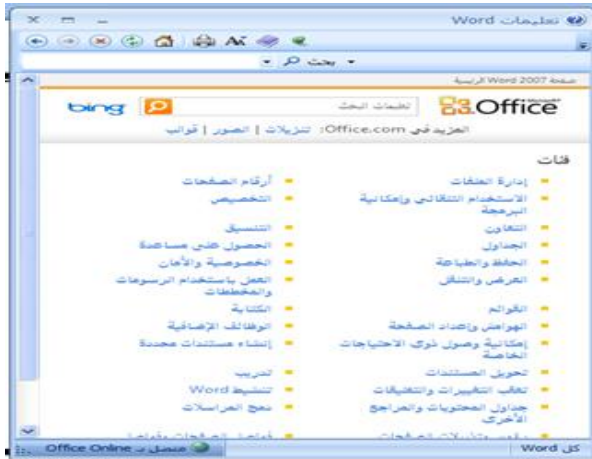 تعليمات Word
بحث
صفحة Word 2007 الرئيسية
Microsoft Office
تعليمات البحث
bing
المزيد في Office.com: تنزيلات | الصور | قوالب
فئات
إدارة الملفات
أرقام الصفحات
الاستخدام التلقائي وإمكانية البرمجة
التخصيص
التعاون
التنسيق
الجداول
الحصول على مساعدة
الحفظ والطباعة
الخصوصية والأمان
العرض والتنقل
العمل باستخدام الرسومات والمخططات
القوائم
الكتابة
الهوامش وإعداد الصفحة
الوظائف الإضافية
إمكانية وصول ذوي الاحتياجات الخاصة
إنشاء مستندات محددة
تحويل المستندات
تدريب
تعقب التغييرات والتعليقات
تنشيط Word
جداول المحتويات والمراجع الأخرى
دمج المراسلات
كل Word
متصل بـ Office Online